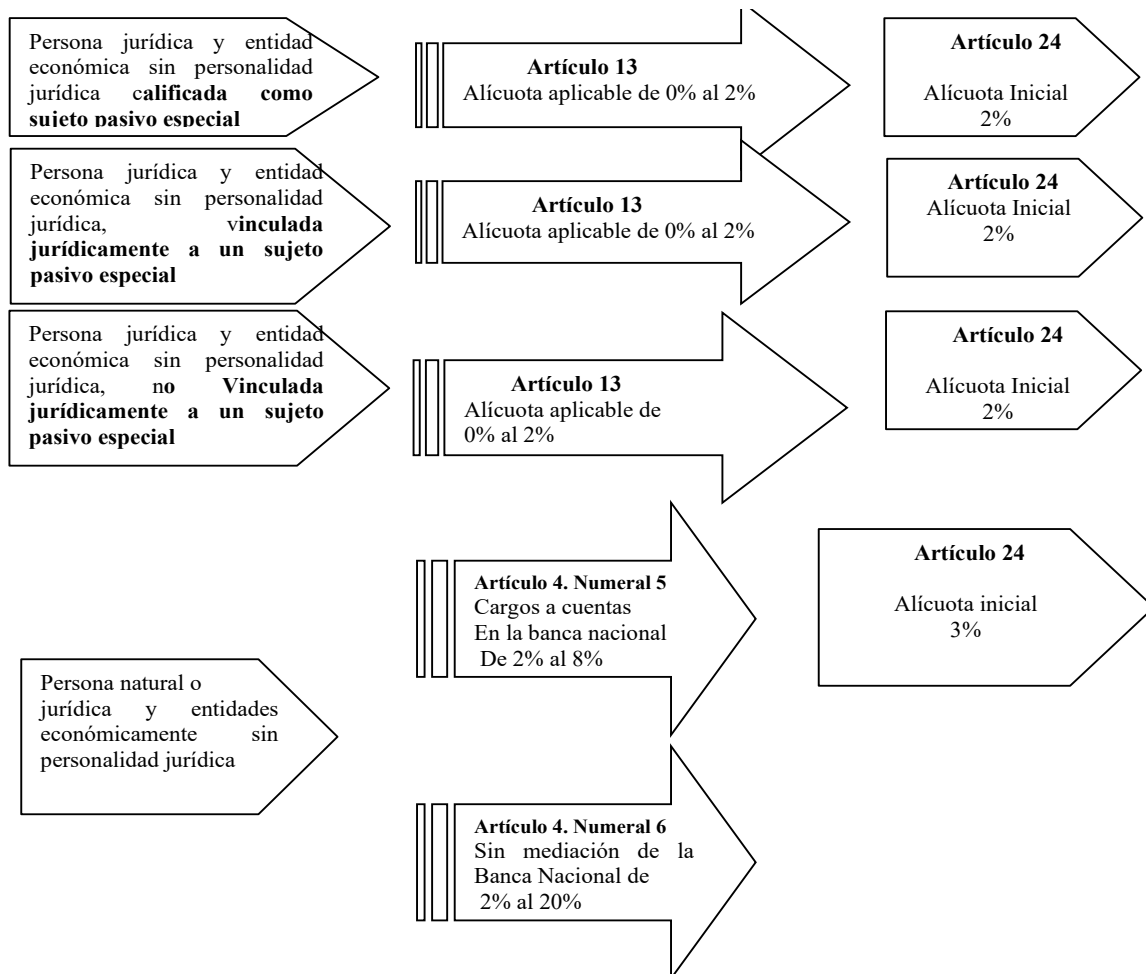 Persona jurídica y entidad
económica sin personalidad
jurídica calificada como
sujeto pasivo especial
Artículo 13
Alícuota aplicable de 0% al 2%
Artículo 24
Alícuota Inicial
2%
Persona jurídica y entidad
económica sin personalidad
jurídica, vinculada
jurídicamente a un sujeto
pasivo especial
Artículo 13
Alícuota aplicable de 0% al 2%
Artículo 24
Alícuota Inicial
2%
Persona jurídica y entidad
económica sin personalidad
jurídica, no Vinculada
jurídicamente a un sujeto
pasivo especial
Artículo 13
Alícuota aplicable de
0% al 2%
Artículo 24
Alícuota Inicial
2%
Persona natural o
jurídica y entidades
económicamente sin
personalidad jurídica
Artículo 4. Numeral 5
Cargos a cuentas
En la banca nacional
De 2% al 8%
Artículo 24
Alícuota inicial
3%
Artículo 4. Numeral 6
Sin mediación de la
Banca Nacional de
2% al 20%